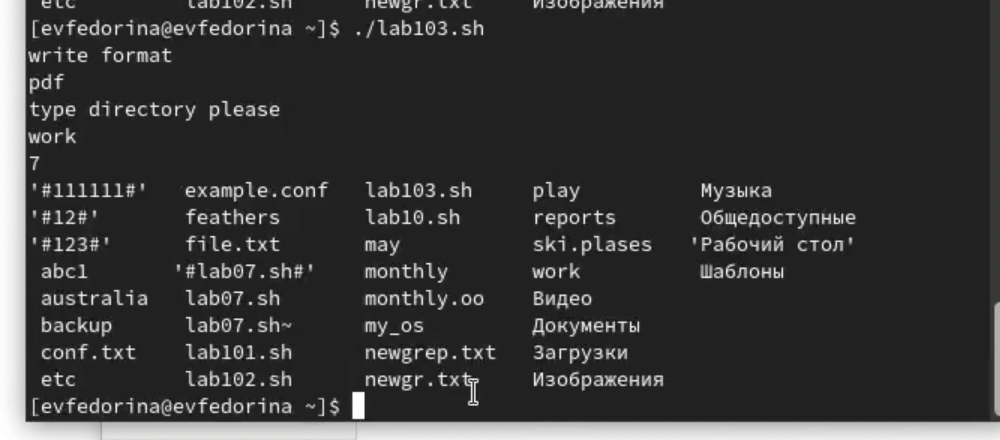 etc lab102.sh newgr.txt Изображения
[evfedorina@evfedorina ~]$ ./lab103.sh
write format
pdf
type directory please
work
7
'#111111#' example.conf lab103.sh play Музыка
'#12#' feathers lab10.sh reports Общедоступные
'#123#' file.txt may ski.plases 'Рабочий стол'
abc1 '#lab07.sh#' monthly work Шаблоны
australia lab07.sh monthly.oo Видео
backup lab07.sh~ my_os Документы
conf.txt lab101.sh newgrep.txt Загрузки
etc lab102.sh newgr.txt Изображения
[evfedorina@evfedorina ~]$